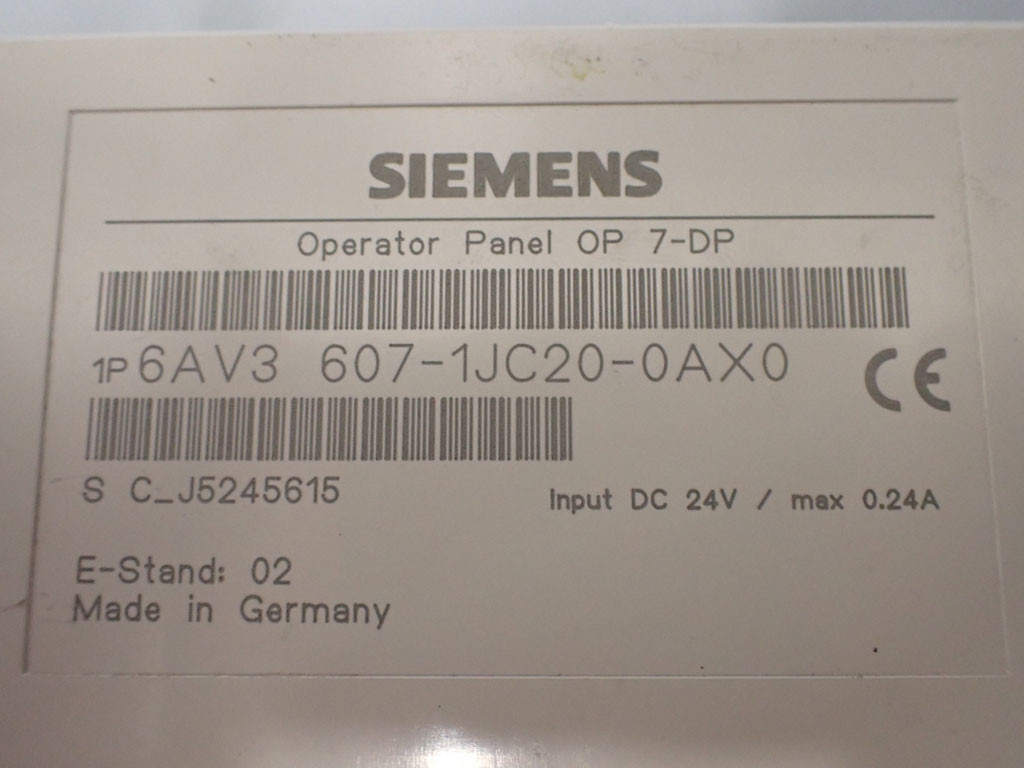 SIEMENS
Operator Panel OP 7-DP
1P 6AV3 607-1JC20-0AX0
CE
S C_J5245615
Input DC 24V / max 0.24A
E-Stand: 02
Made in Germany